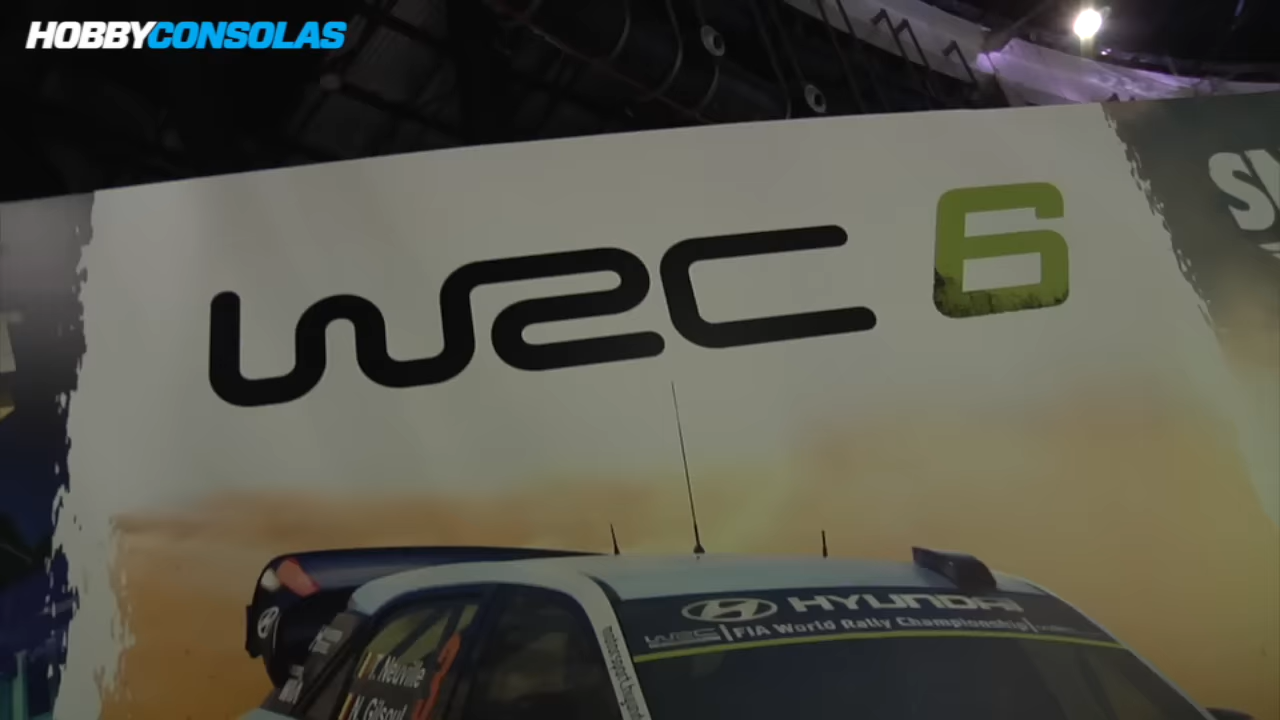 HOBBYCONSOLAS
WRC 6
HYUNDAI
WRC | FIA World Rally Championship |
T. Neuville
N. Gilsoul